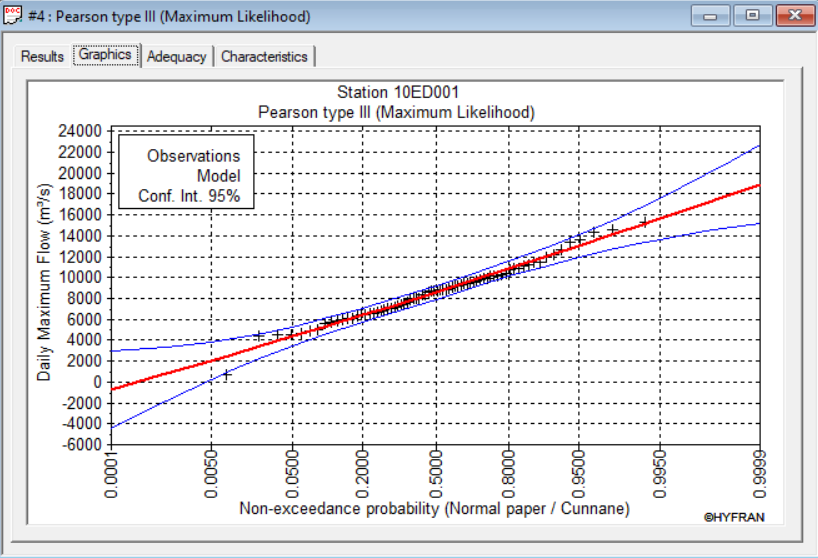 #4 : Pearson type III (Maximum Likelihood)
Results Graphics Adequacy Characteristics
Station 10ED001
Pearson type III (Maximum Likelihood)
24000
22000
20000
18000
16000
14000
12000
10000
8000
6000
4000
2000
0
-2000
-4000
-6000
Daily Maximum Flow (m³/s)
Observations
Model
Conf. Int. 95%
0.0001 0.0050 0.0500 0.2000 0.5000 0.8000 0.9500 0.9950 0.9999
Non-exceedance probability (Normal paper / Cunnane)
©HYFRAN